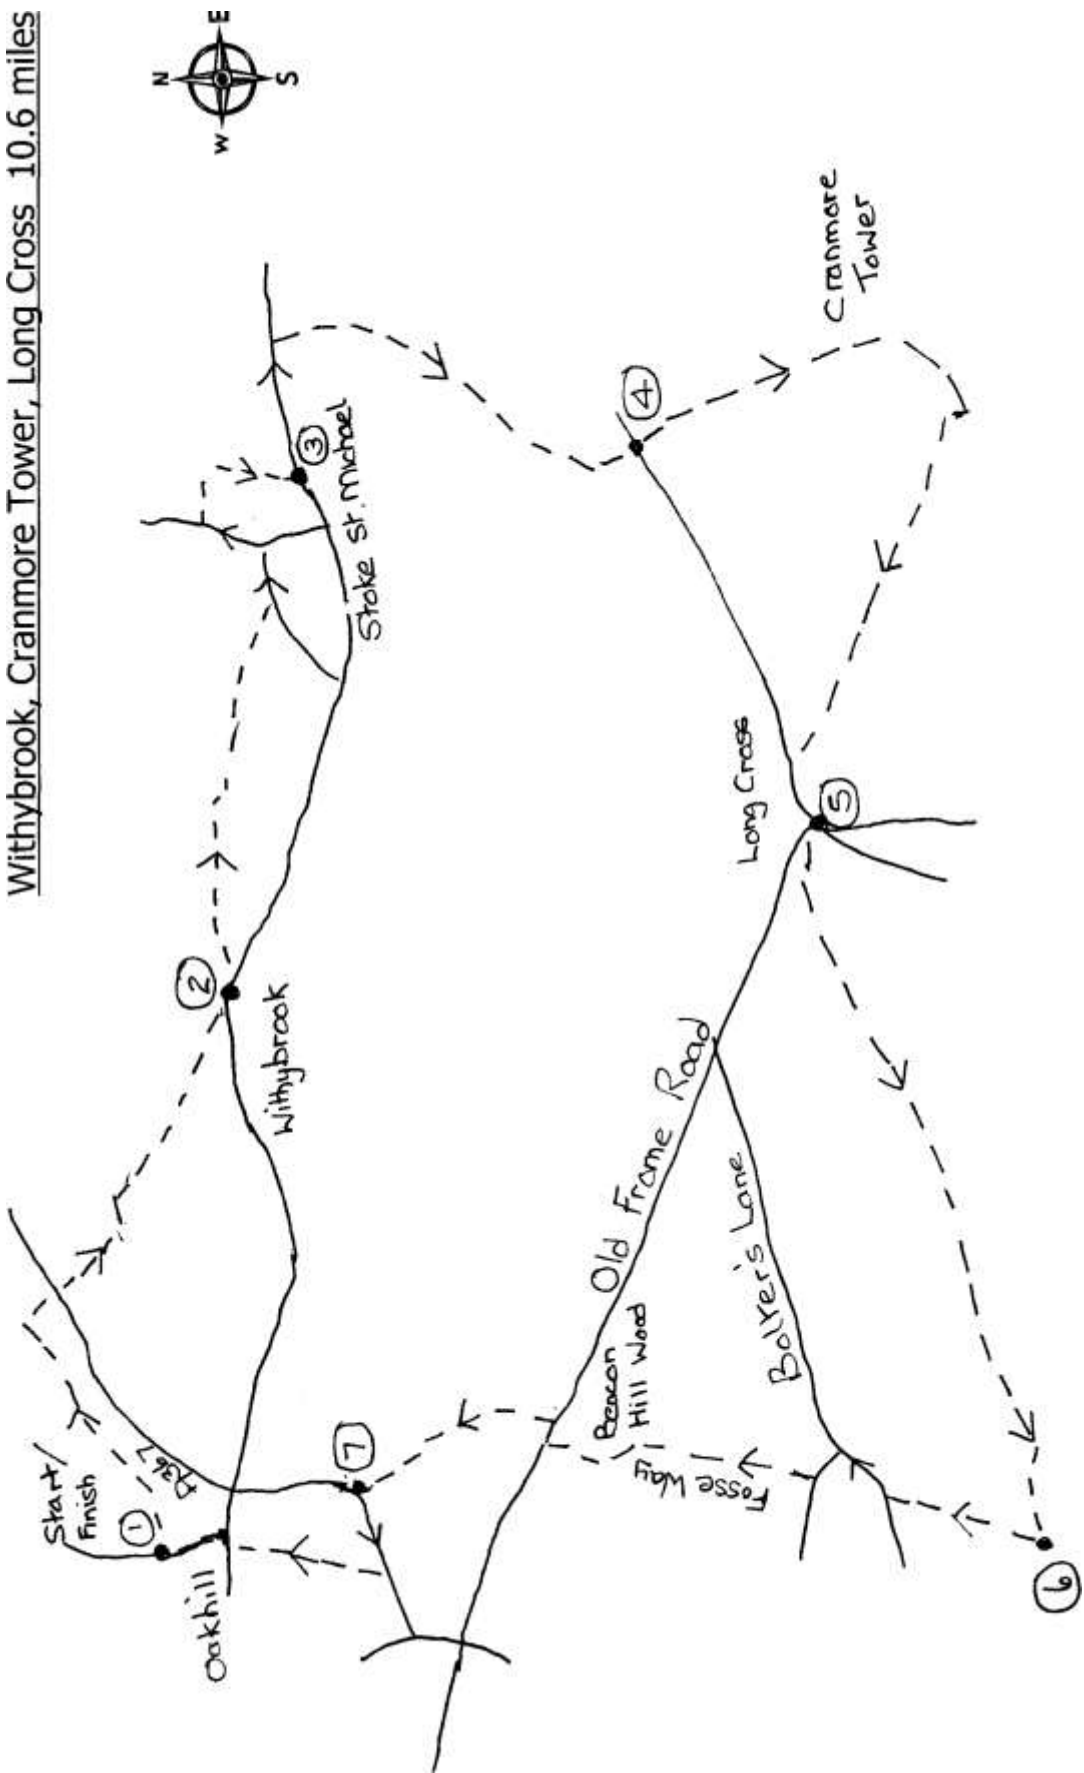 Withybrook, Cranmore Tower, Long Cross 10.6 miles
N
E
S
W
Start/
Finish
1
A367
Oakhill
2
Withybrook
3
Stoke St. Michael
4
Cranmore
Tower
Long Cross
5
Old Frome Road
Bolter's Lane
Beacon
Hill Wood
Fosse Way
6
7